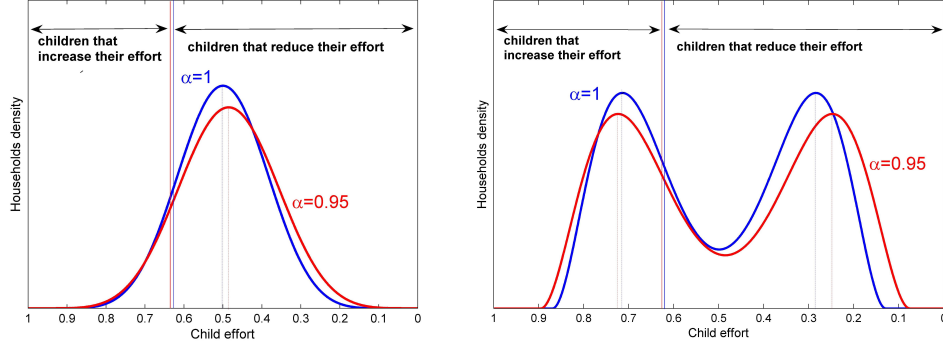 children that
increase their effort
children that reduce their effort
α=1
α=0.95
Households density
1 0.9 0.8 0.7 0.6 0.5 0.4 0.3 0.2 0.1 0
Child effort
children that
increase their effort
children that reduce their effort
α=1
α=0.95
Households density
1 0.9 0.8 0.7 0.6 0.5 0.4 0.3 0.2 0.1 0
Child effort